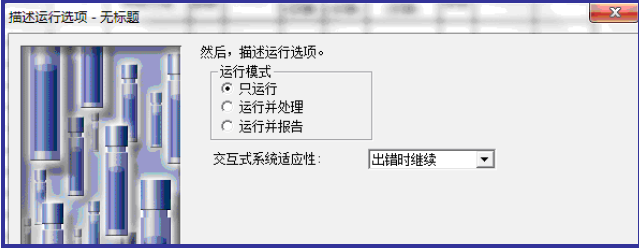 描述运行选项 - 无标题
然后，描述运行选项。
运行模式
只运行
运行并处理
运行并报告
交互式系统适应性: 出错时继续